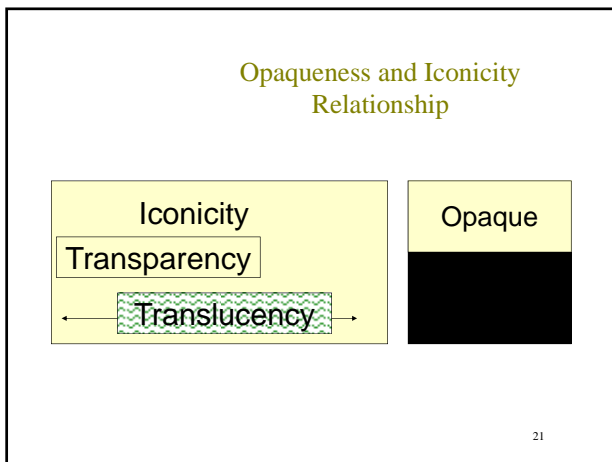 Opaqueness and Iconicity
Relationship
Iconicity
Transparency
Translucency
Opaque
21